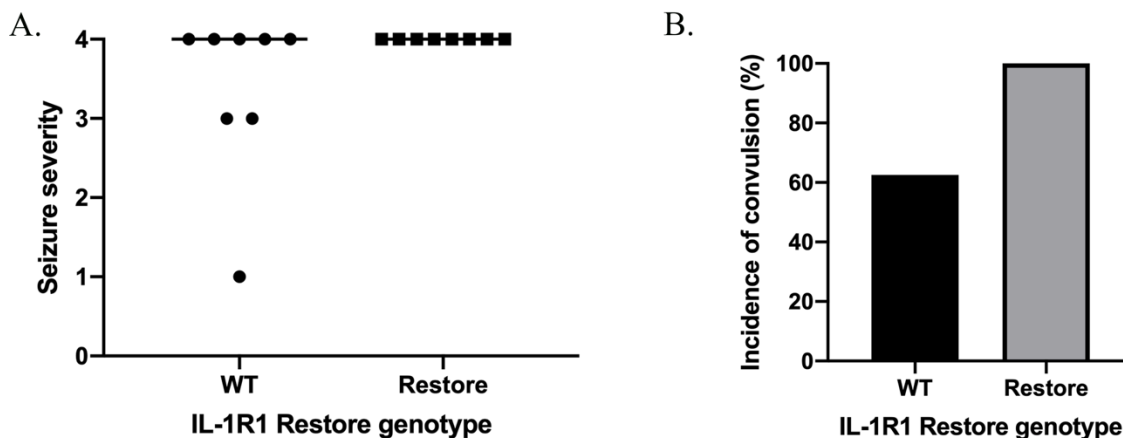 A.
Seizure severity
4
3
2
1
0
WT
Restore
IL-1R1 Restore genotype
B.
Incidence of convulsion (%)
100
80
60
40
20
0
WT
Restore
IL-1R1 Restore genotype